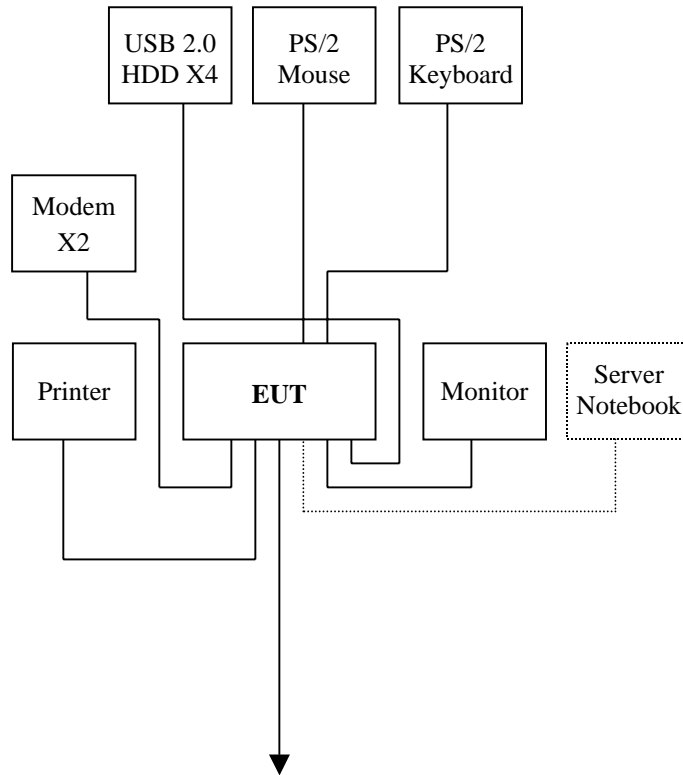 USB 2.0
HDD X4
PS/2
Mouse
PS/2
Keyboard
Modem
X2
Printer
EUT
Monitor
Server
Notebook